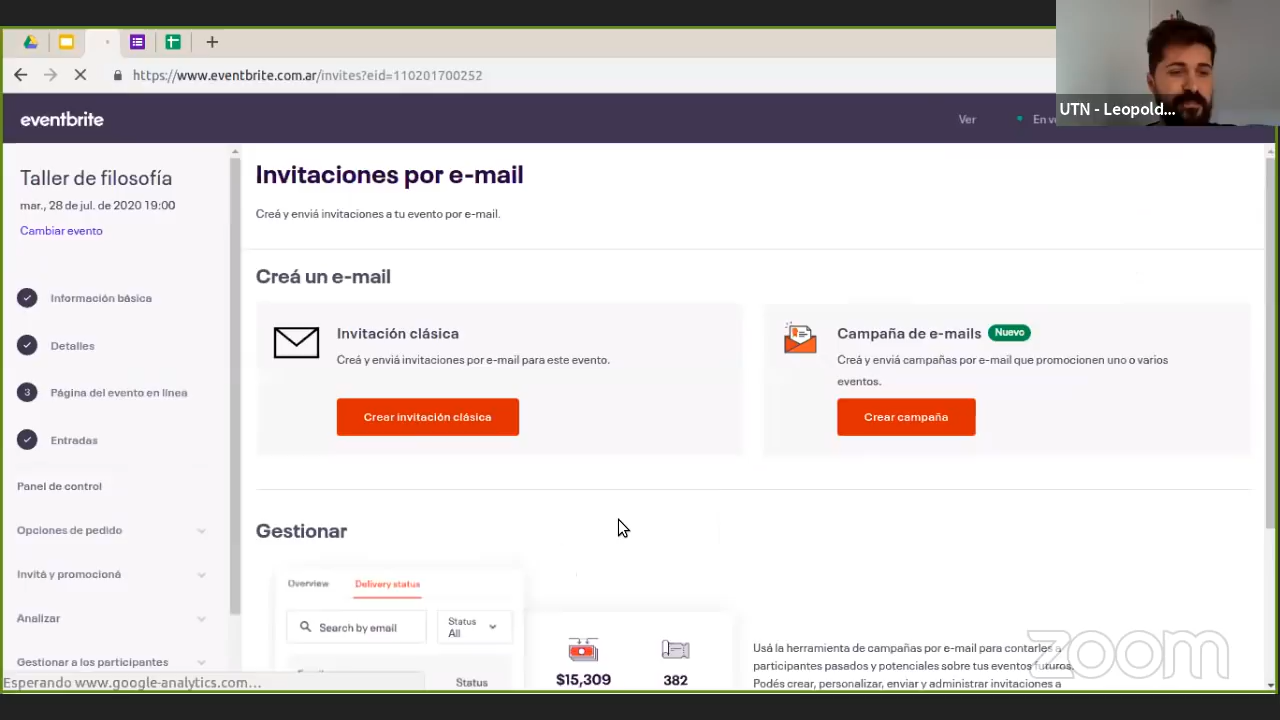 https://www.eventbrite.com.ar/invites?eid=110201700252
UTN - Leopold...
eventbrite
Ver
Taller de filosofía
mar., 28 de jul. de 2020 19:00
Cambiar evento
Información básica
Detalles
3 Página del evento en línea
Entradas
Panel de control
Opciones de pedido
Invitá y promocioná
Analizar
Gestionar a los participantes
Esperando www.google-analytics.com...
Invitaciones por e-mail
Creá y enviá invitaciones a tu evento por e-mail.
Creá un e-mail
Invitación clásica
Creá y enviá invitaciones por e-mail para este evento.
Crear invitación clásica
Campaña de e-mails Nuevo
Creá y enviá campañas por e-mail que promocionen uno o varios
eventos.
Crear campaña
Gestionar
Overview Delivery status
Search by email
Status
All
Status
$15,309
382
Usá la herramienta de campañas por e-mail para contarles a
participantes pasados y potenciales sobre tus eventos futuros.
Podés crear, personalizar, enviar y administrar invitaciones a
zoom